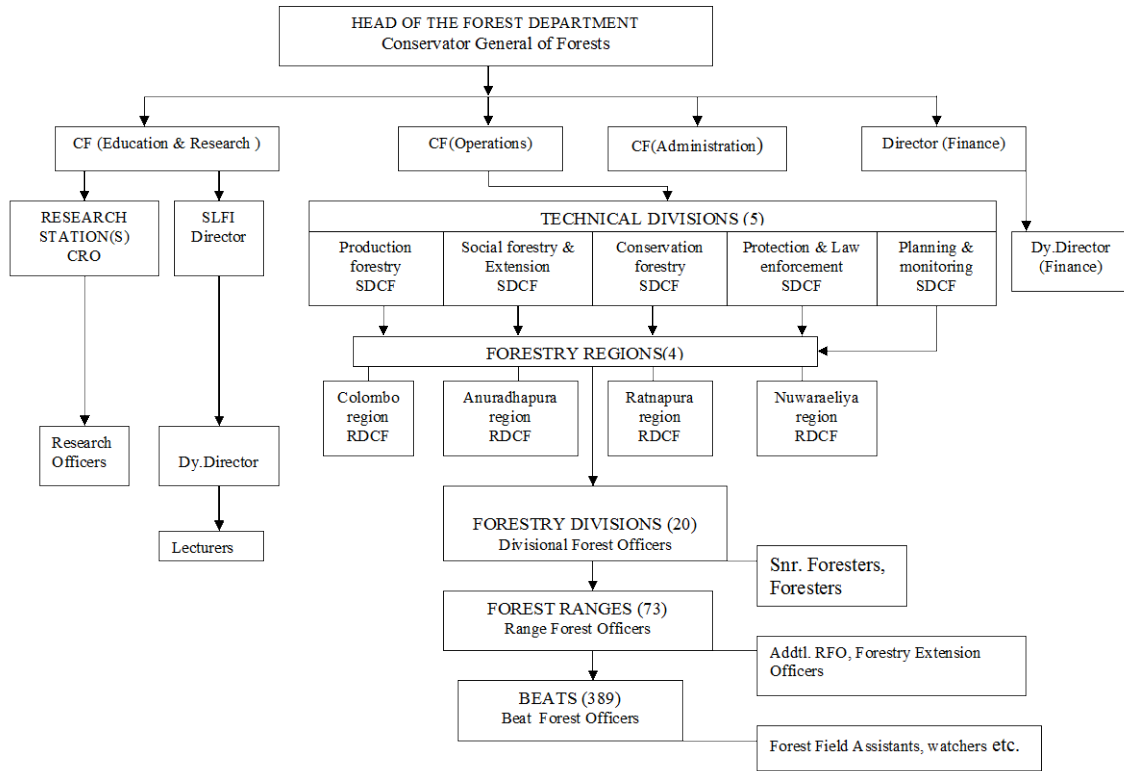 HEAD OF THE FOREST DEPARTMENT
Conservator General of Forests
CF (Education & Research )
CF(Operations)
CF(Administration)
Director (Finance)
RESEARCH
STATION(S)
CRO
SLFI
Director
TECHNICAL DIVISIONS (5)
Production
forestry
SDCF
Social forestry &
Extension
SDCF
Conservation
forestry
SDCF
Protection & Law
enforcement
SDCF
Planning &
monitoring
SDCF
Dy.Director
(Finance)
FORESTRY REGIONS(4)
Colombo
region
RDCF
Anuradhapura
region
RDCF
Ratnapura
region
RDCF
Nuwaraeliya
region
RDCF
Research
Officers
Dy.Director
Lecturers
FORESTRY DIVISIONS (20)
Divisional Forest Officers
Snr. Foresters,
Foresters
FOREST RANGES (73)
Range Forest Officers
Addtl. RFO, Forestry Extension
Officers
BEATS (389)
Beat Forest Officers
Forest Field Assistants, watchers etc.